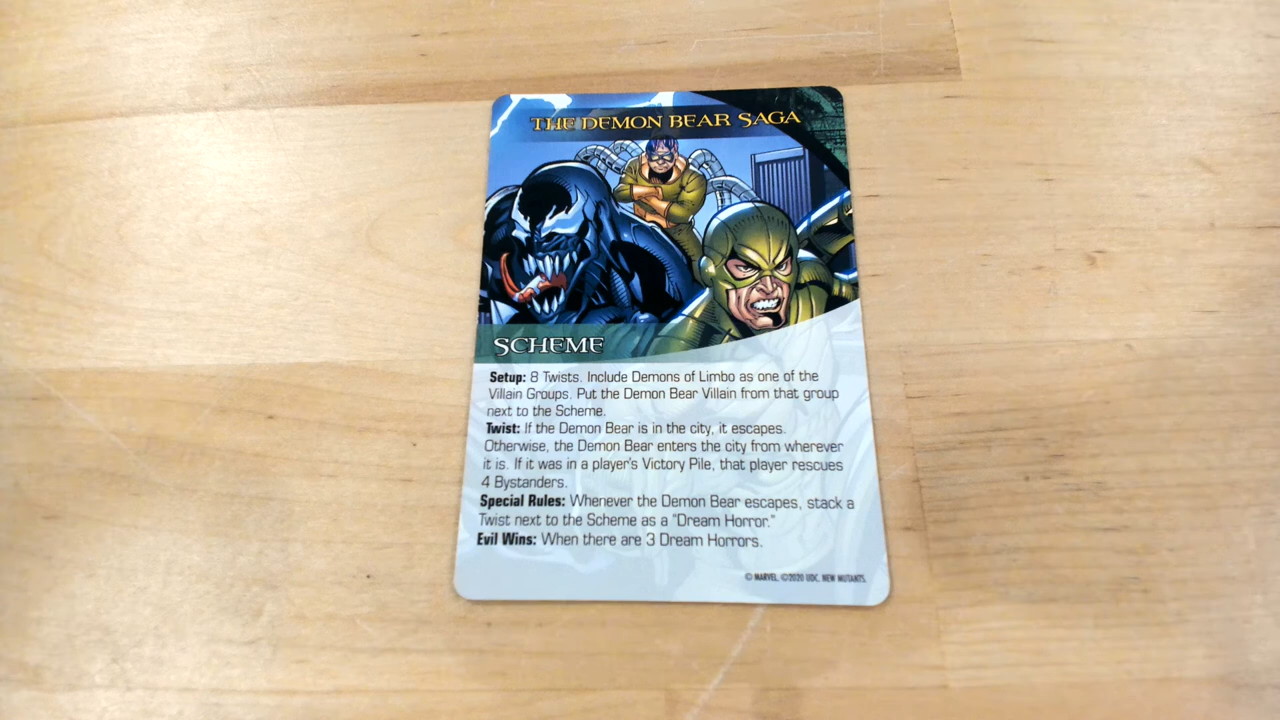 THE DEMON BEAR SAGA
SCHEME
Setup: 8 Twists. Include Demons of Limbo as one of the
Villain Groups. Put the Demon Bear Villain from that group
next to the Scheme.
Twist: If the Demon Bear is in the city, it escapes.
Otherwise, the Demon Bear enters the city from wherever
it is. If it was in a player's Victory Pile, that player rescues
4 Bystanders.
Special Rules: Whenever the Demon Bear escapes, stack a
Twist next to the Scheme as a "Dream Horror."
Evil Wins: When there are 3 Dream Horrors.
© MARVEL. ©2020 UDC. NEW MUTANTS.